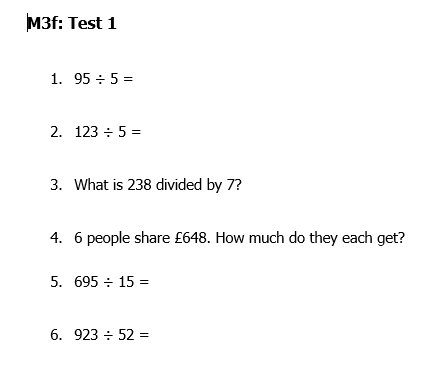 M3f: Test 1
1. 95 ÷ 5 =
2. 123 ÷ 5 =
3. What is 238 divided by 7?
4. 6 people share £648. How much do they each get?
5. 695 ÷ 15 =
6. 923 ÷ 52 =